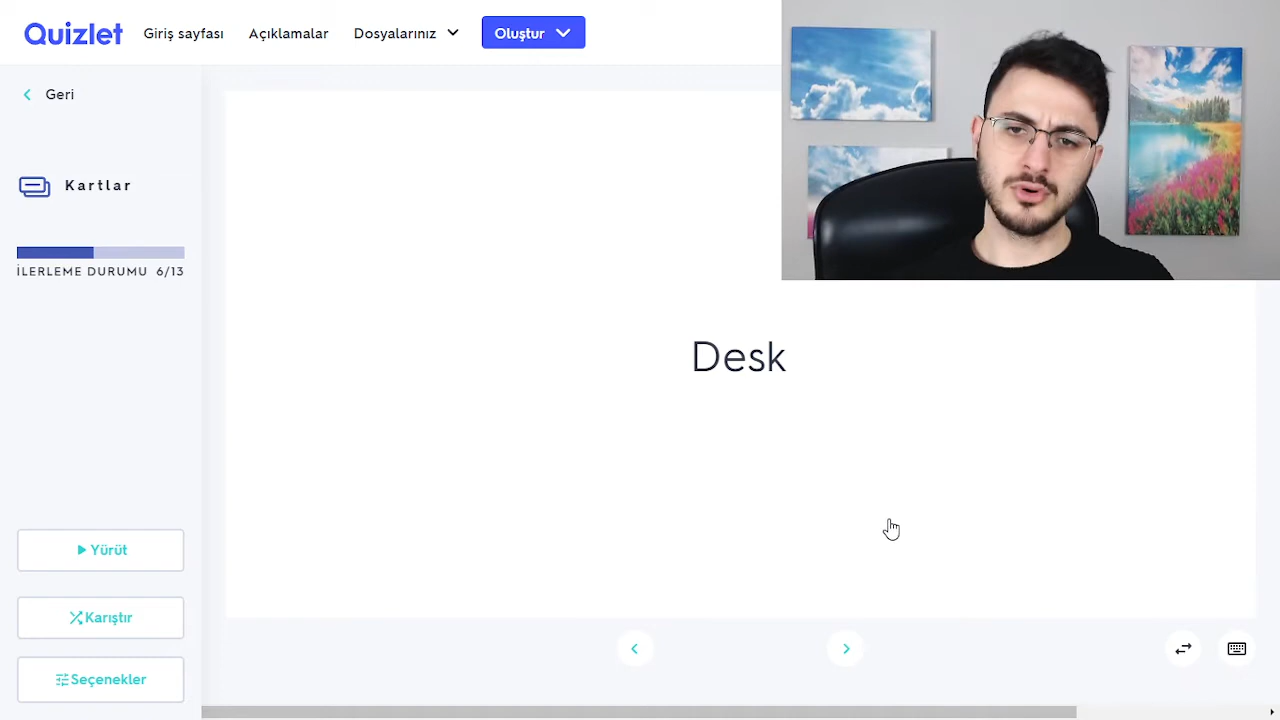 Quizlet
Giriş sayfası
Açıklamalar
Dosyalarınız
Oluştur
Geri
Kartlar
İLERLEME DURUMU 6/13
Desk
Yürüt
Karıştır
Seçenekler